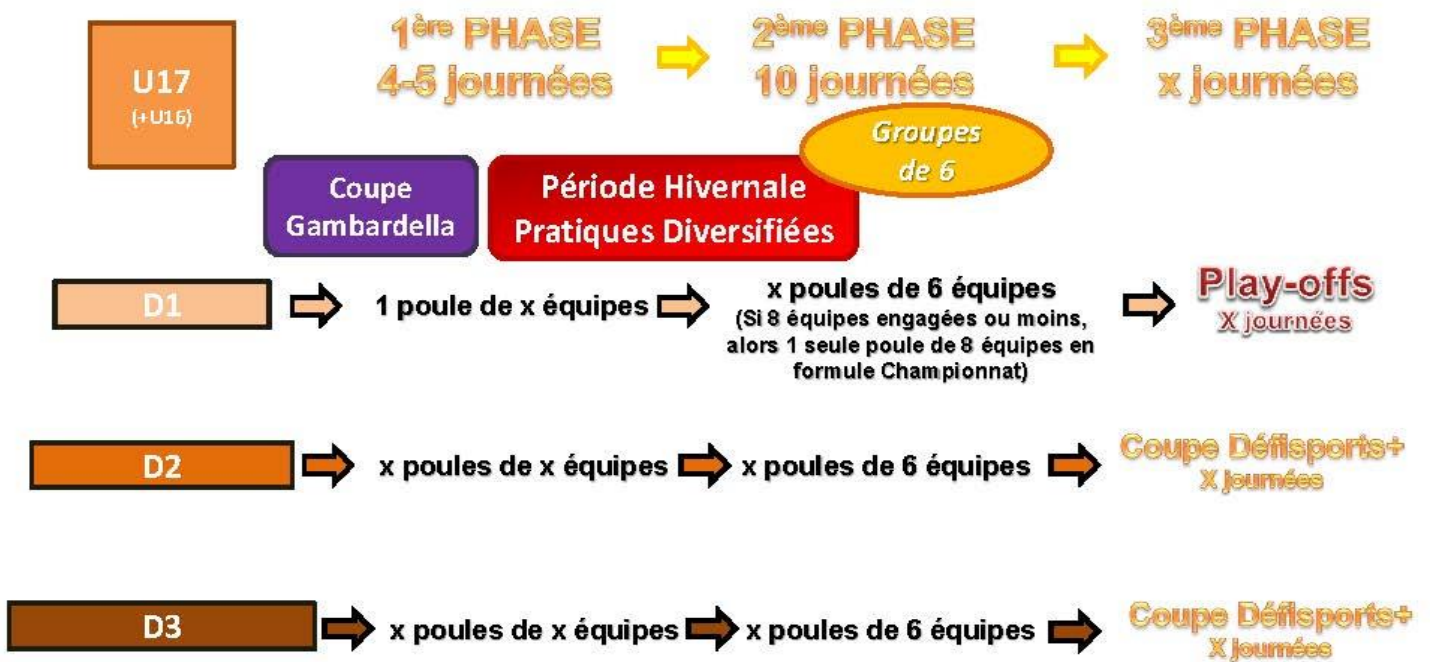 U17
(+U16)
1ère PHASE
4-5 journées
2ème PHASE
10 journées
3ème PHASE
x journées
Groupes
de 6
Coupe
Gambardella
Période Hivernale
Pratiques Diversifiées
D1
1 poule de x équipes
x poules de 6 équipes
(Si 8 équipes engagées ou moins,
alors 1 seule poule de 8 équipes en
formule Championnat)
Play-offs
X journées
D2
x poules de x équipes
x poules de 6 équipes
Coupe Défisports+
X journées
D3
x poules de x équipes
x poules de 6 équipes
Coupe Défisports+
X journées